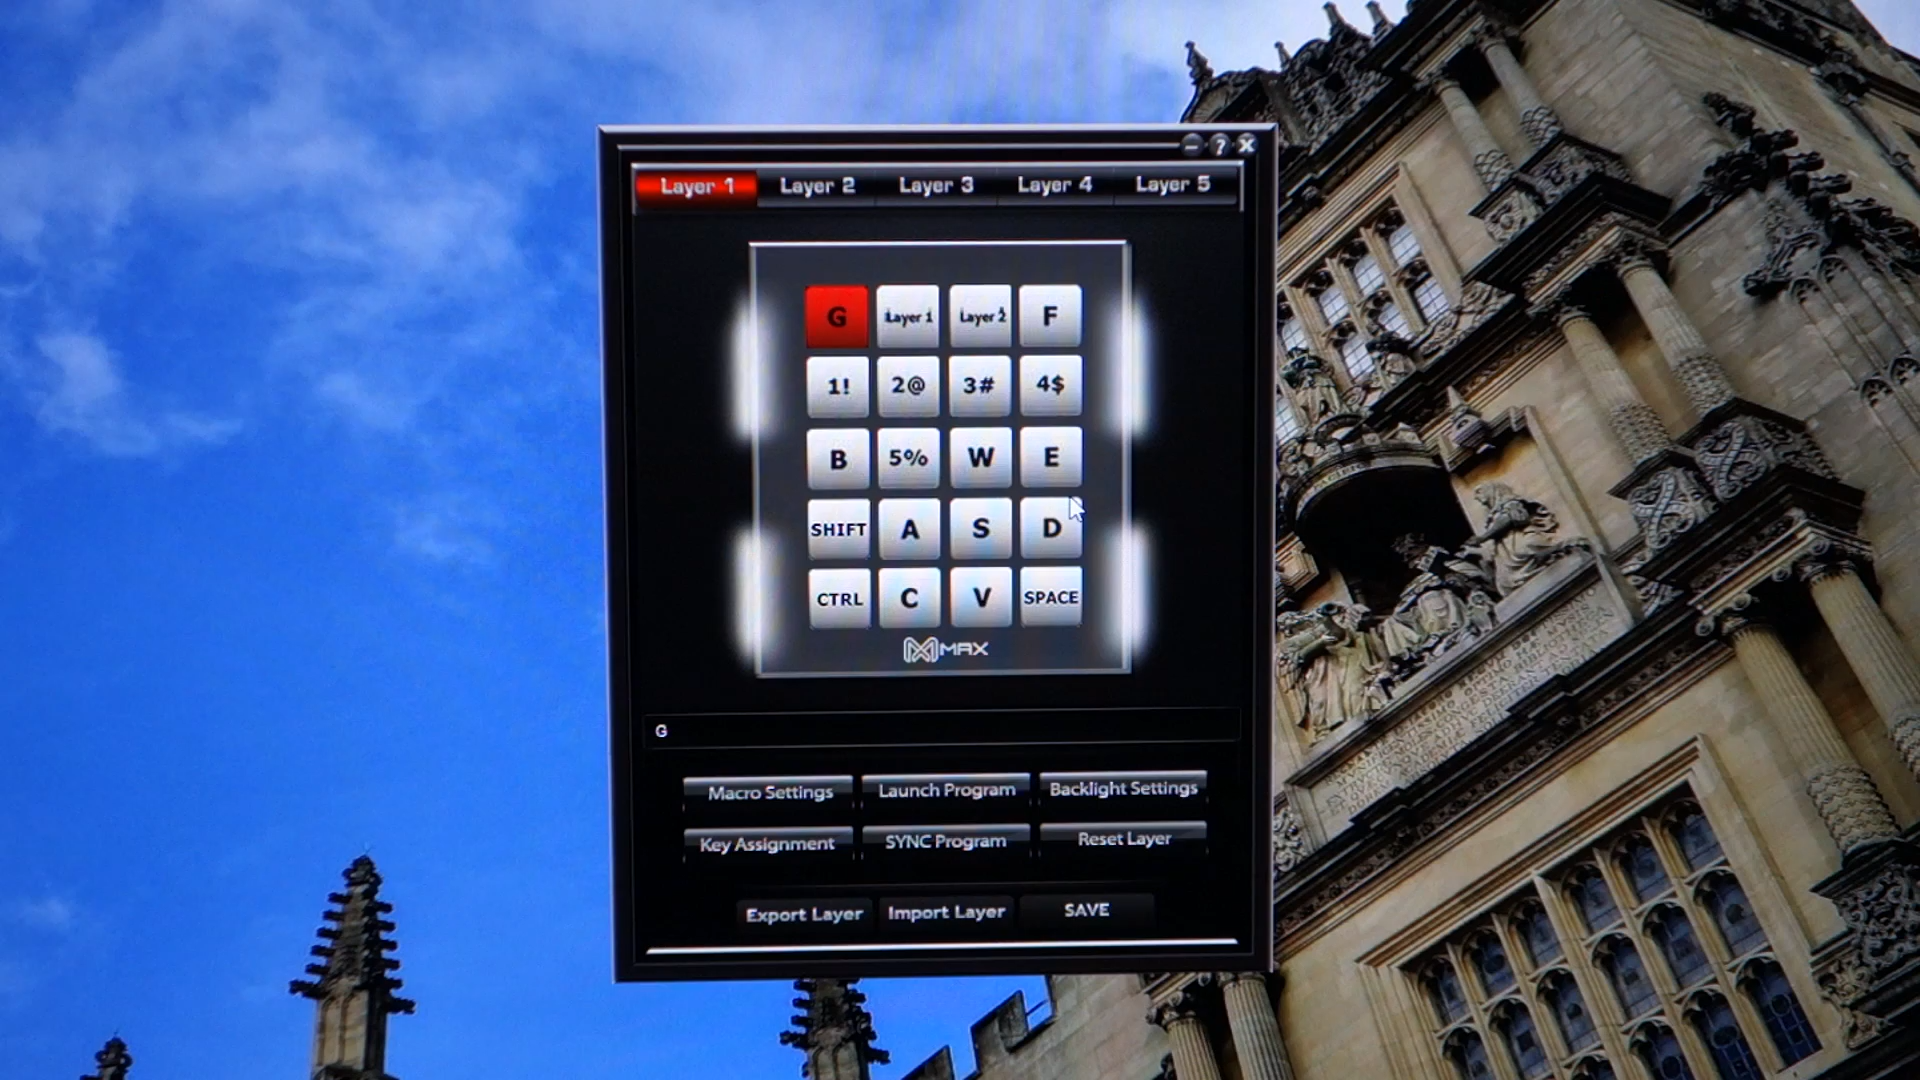 Layer 1 Layer 2 Layer 3 Layer 4 Layer 5
G Layer 1 Layer 2 F
1! 2@ 3# 4$
B 5% W E
SHIFT A S D
CTRL C V SPACE
MAX
G
Macro Settings Launch Program Backlight Settings
Key Assignment SYNC Program Reset Layer
Export Layer Import Layer SAVE